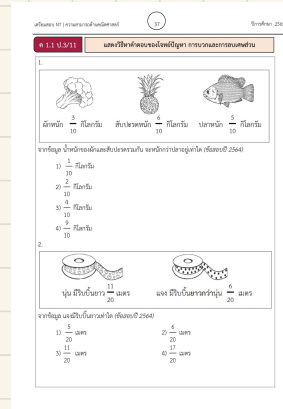 เตรียมสอบ NT | ความสามารถด้านคณิตศาสตร์ 37 ปีการศึกษา 256
ค 1.1 ป.3/11 แสดงวิธีหาคำตอบของโจทย์ปัญหา การบวกและการลบเศษส่วน
1.
ผักหนัก 3/10 กิโลกรัม สับปะรดหนัก 6/10 กิโลกรัม ปลาหนัก 5/10 กิโลกรัม
จากข้อมูล น้ำหนักของผักและสับปะรดรวมกัน จะหนักกว่าปลาอยู่เท่าใด (ข้อสอบปี 2564)
1) 1/10 กิโลกรัม
2) 2/10 กิโลกรัม
3) 4/10 กิโลกรัม
4) 9/10 กิโลกรัม
2.
นุ่น มีริบบิ้นยาว 11/20 เมตร แจง มีริบบิ้นยาวกว่านุ่น 6/20 เมตร
จากข้อมูล แจงมีริบบิ้นยาวเท่าใด (ข้อสอบปี 2564)
1) 5/20 เมตร 2) 6/20 เมตร
3) 11/20 เมตร 4) 17/20 เมตร